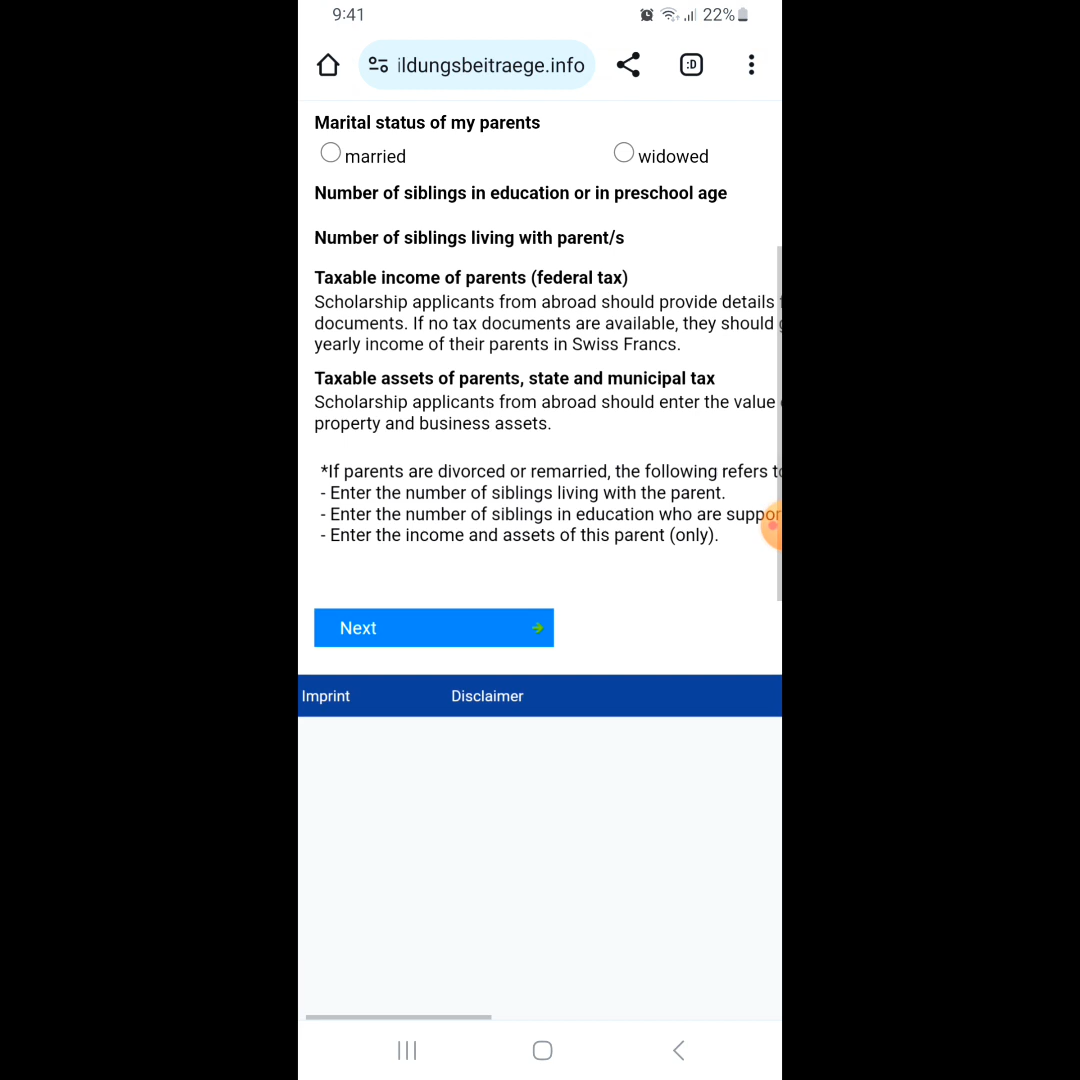 9:41 22%
ildungsbeitraege.info :D
Marital status of my parents
married widowed
Number of siblings in education or in preschool age
Number of siblings living with parent/s
Taxable income of parents (federal tax)
Scholarship applicants from abroad should provide details
documents. If no tax documents are available, they should
yearly income of their parents in Swiss Francs.
Taxable assets of parents, state and municipal tax
Scholarship applicants from abroad should enter the value
property and business assets.
*If parents are divorced or remarried, the following refers to
- Enter the number of siblings living with the parent.
- Enter the number of siblings in education who are suppor
- Enter the income and assets of this parent (only).
Next
Imprint Disclaimer